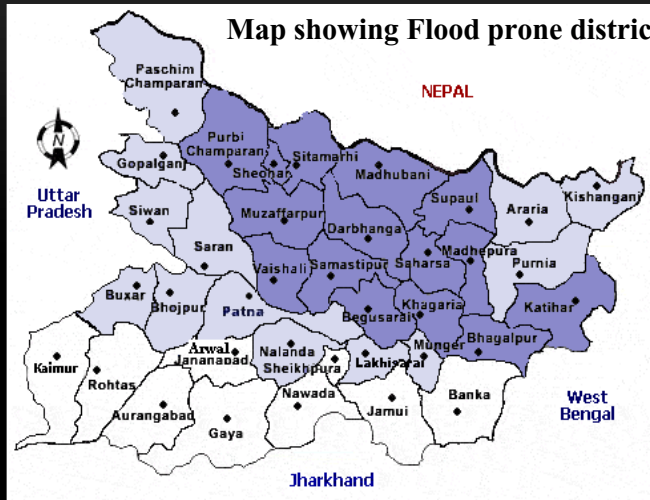 Map showing Flood prone distric
Paschim
Champaran
NEPAL
N
Purbi
Champaran
Sitamarhi
Gopalganj
Sheohar
Madhubani
Kishanganj
Uttar
Pradesh
Siwan
Supaul
Araria
Muzaffarpur
Darbhanga
Saran
Madhepura
Saharsa
Purnia
Vaishali
Samastipur
Buxar
Bhojpur
Patna
Khagaria
Katihar
Begusarai
Arwal
Jananabad
Nalanda
Munger
Bhagalpur
Kaimur
Sheikhpura
Lakhisarai
Rohtas
Banka
Aurangabad
Nawada
Jamui
West
Bengal
Gaya
Jharkhand